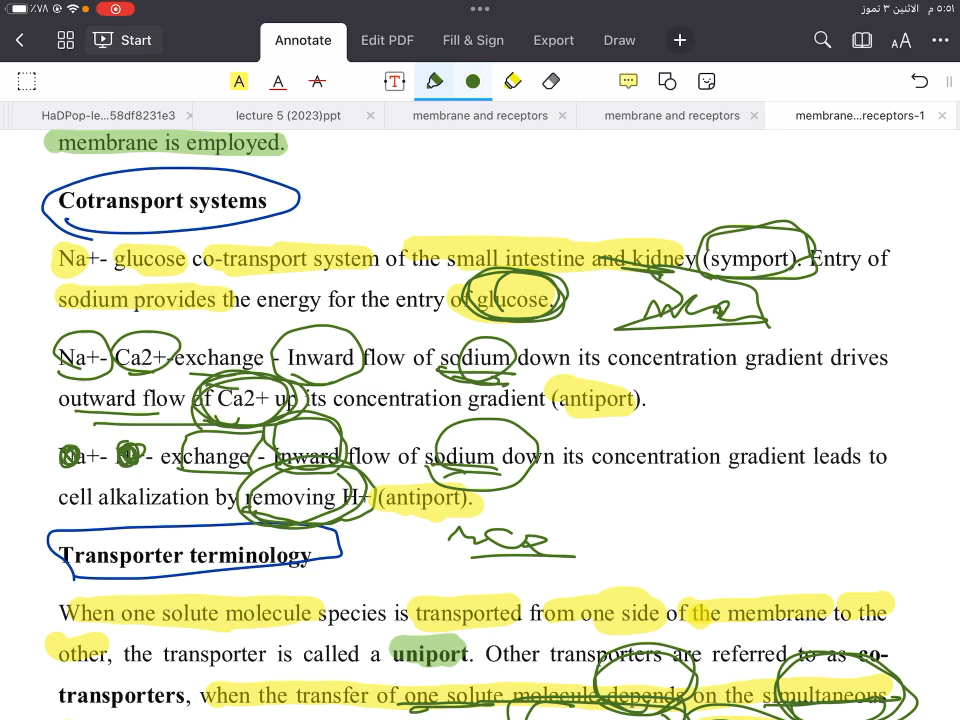 ٪٧٨
٥:٥١ م الاثنين ٣ تموز
Start
Annotate
Edit PDF
Fill & Sign
Export
Draw
HaDPop-le...58df8231e3
lecture 5 (2023)ppt
membrane and receptors
membrane and receptors
membrane...receptors-1
membrane is employed.
Cotransport systems
Na+- glucose co-transport system of the small intestine and kidney (symport). Entry of
sodium provides the energy for the entry of glucose.
MCQ
Na+- Ca2+-exchange - Inward flow of sodium down its concentration gradient drives
outward flow of Ca2+ up its concentration gradient (antiport).
Na+- H+- exchange - inward flow of sodium down its concentration gradient leads to
cell alkalization by removing H+ (antiport).
MCQ
Transporter terminology
When one solute molecule species is transported from one side of the membrane to the
other, the transporter is called a uniport. Other transporters are referred to as co-
transporters, when the transfer of one solute molecule depends on the simultaneous